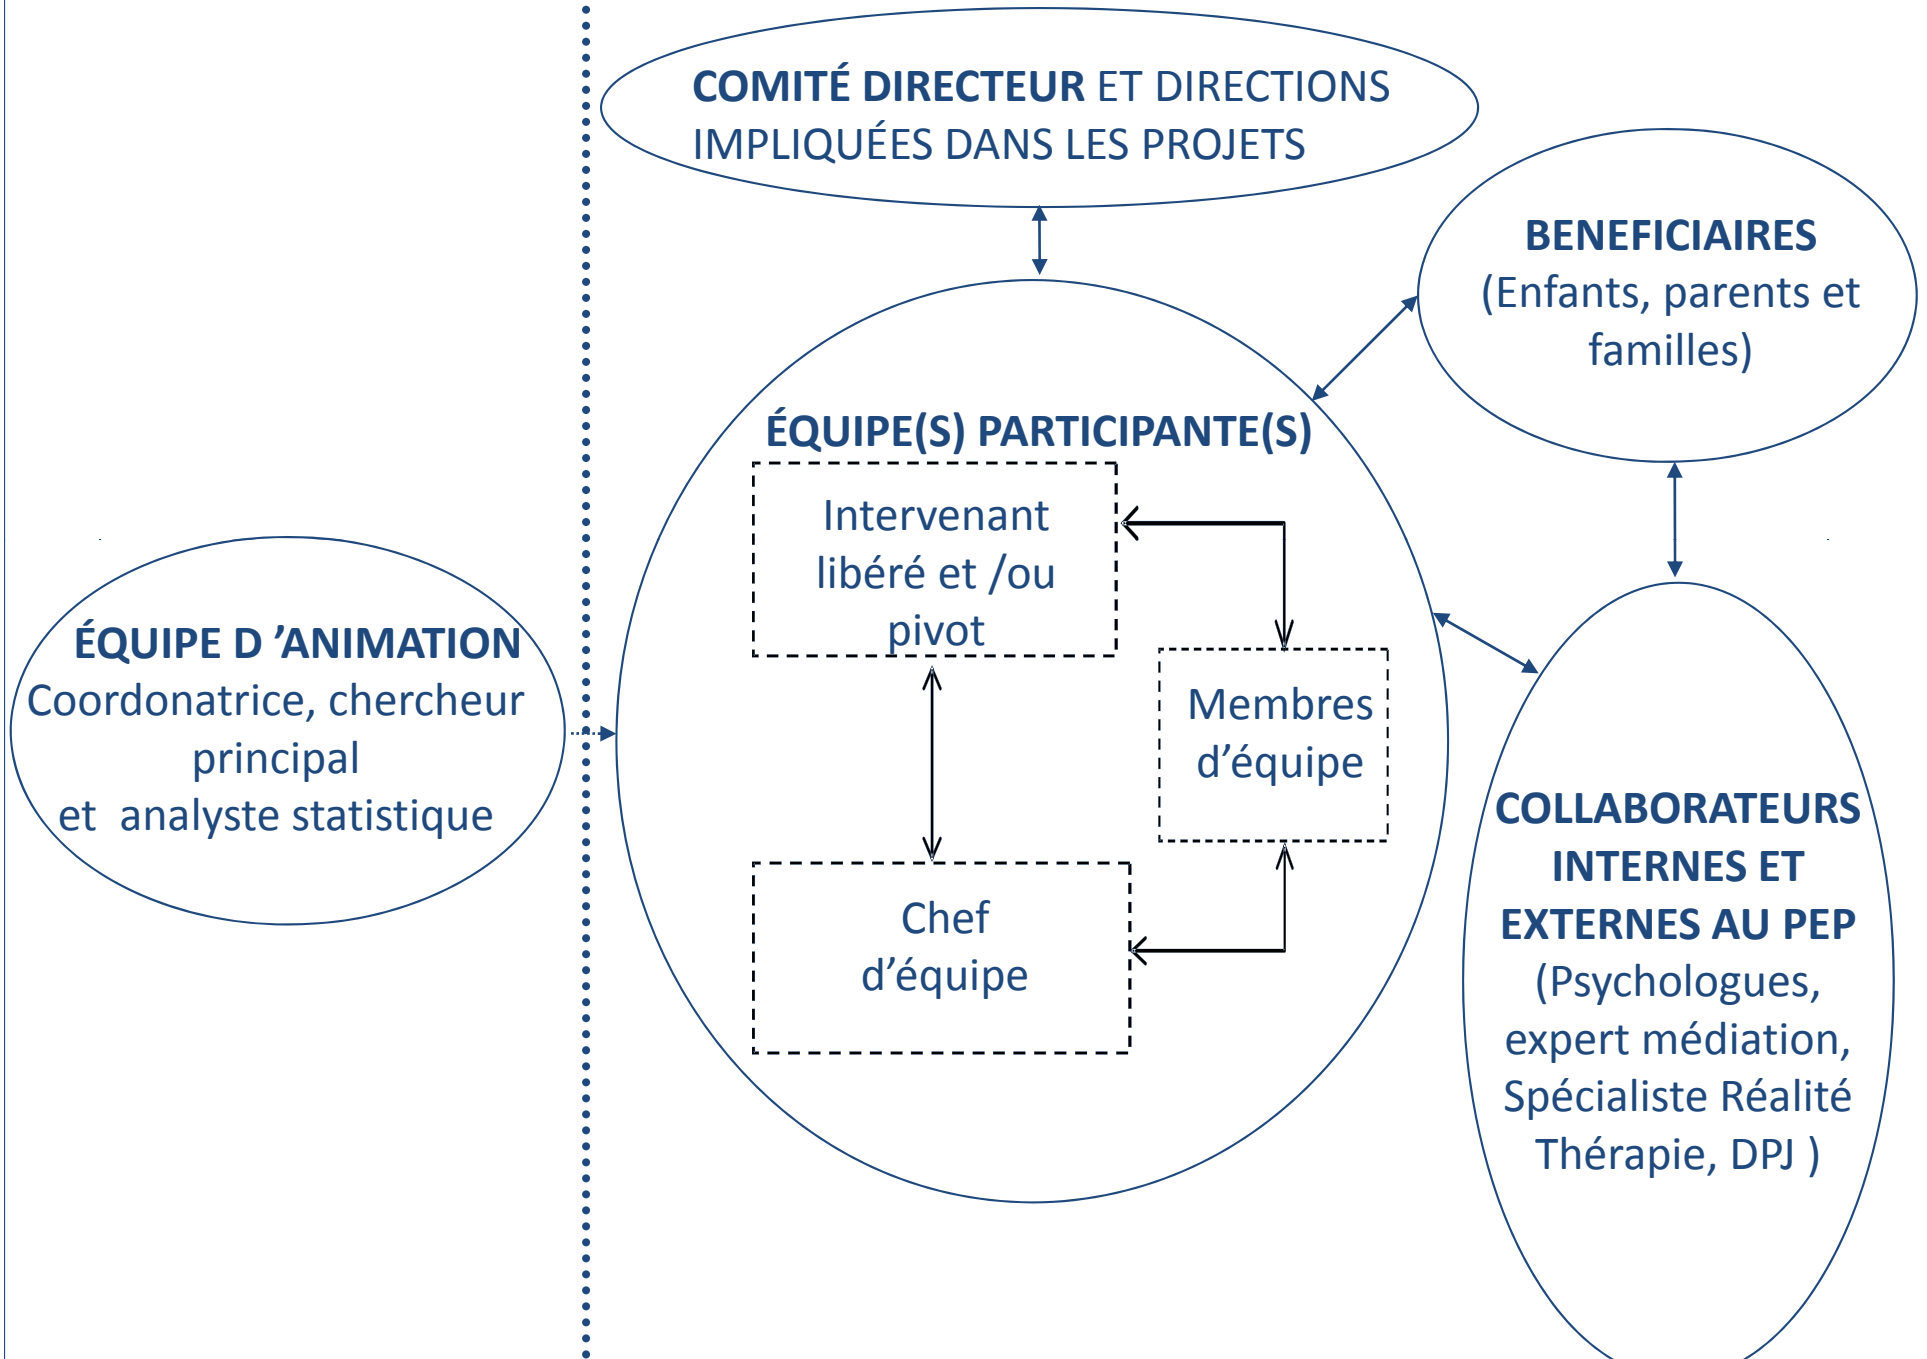 COMITÉ DIRECTEUR ET DIRECTIONS
IMPLIQUÉES DANS LES PROJETS
BENEFICIAIRES
(Enfants, parents et
familles)
ÉQUIPE(S) PARTICIPANTE(S)
Intervenant
libéré et /ou
pivot
Membres
d’équipe
Chef
d’équipe
ÉQUIPE D ’ANIMATION
Coordonatrice, chercheur
principal
et analyste statistique
COLLABORATEURS
INTERNES ET
EXTERNES AU PEP
(Psychologues,
expert médiation,
Spécialiste Réalité
Thérapie, DPJ )